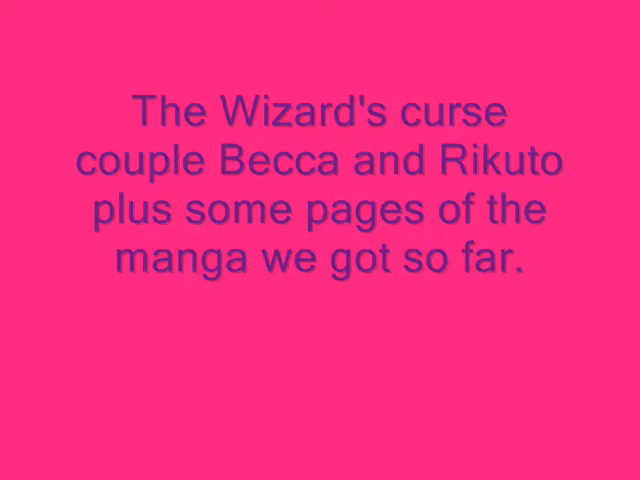 The Wizard's curse
couple Becca and Rikuto
plus some pages of the
manga we got so far.